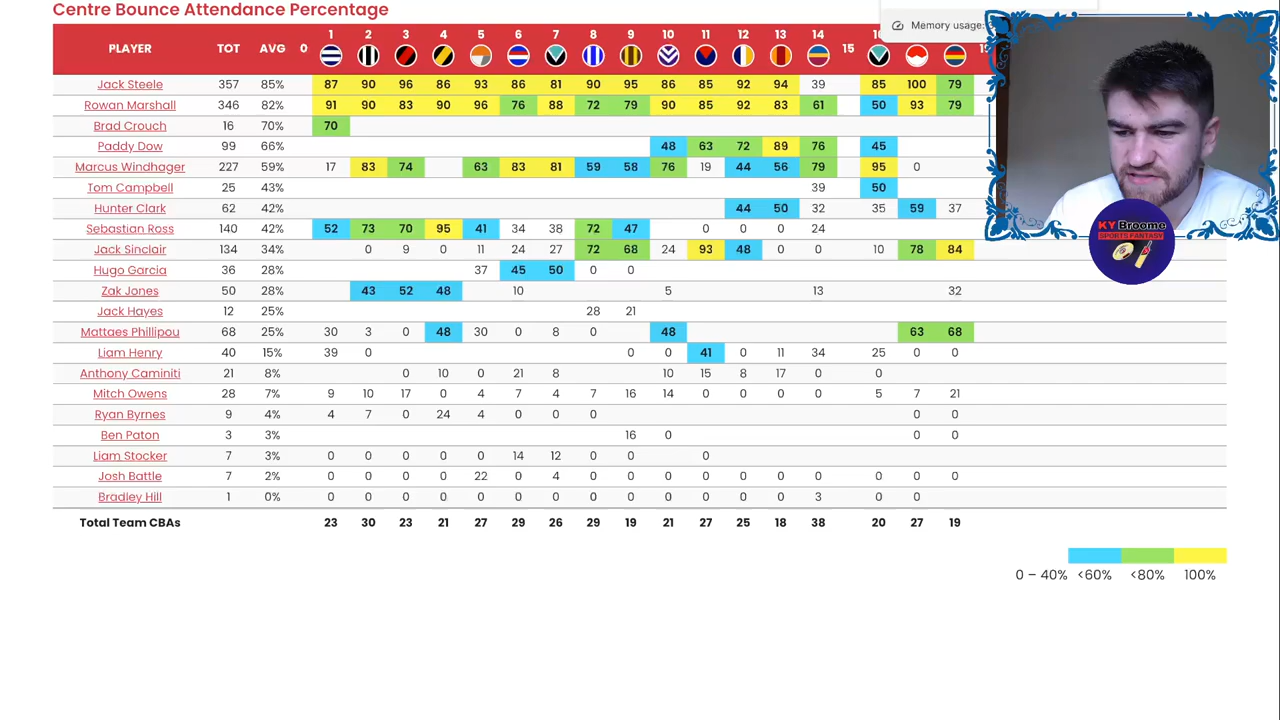 Centre Bounce Attendance Percentage
Memory usage:
PLAYER TOT AVG 0 1 2 3 4 5 6 7 8 9 10 11 12 13 14 15
Jack Steele 357 85% 87 90 96 86 93 86 81 90 95 86 85 92 94 39 85 100 79
Rowan Marshall 346 82% 91 90 83 90 96 76 88 72 79 90 85 92 83 61 50 93 79
Brad Crouch 16 70% 70
Paddy Dow 99 66% 48 63 72 89 76 45
Marcus Windhager 227 59% 17 83 74 63 83 81 59 58 76 19 44 56 79 95 0
Tom Campbell 25 43% 39 50
Hunter Clark 62 42% 44 50 32 35 59 37
Sebastian Ross 140 42% 52 73 70 95 41 34 38 72 47 0 0 0 24
Jack Sinclair 134 34% 0 0 0 11 24 27 72 68 24 93 48 0 10 78 84
Hugo Garcia 36 28% 37 45 50 0 0
Zak Jones 50 28% 43 52 48 10 5 13 32
Jack Hayes 12 25% 28 21
Mattaes Phillipou 68 25% 30 3 0 48 30 0 8 0 48 63 68
Liam Henry 40 15% 39 0 0 0 41 0 11 34 25 0 0
Anthony Caminiti 21 8% 0 10 0 21 8 10 15 8 17 0 0
Mitch Owens 28 7% 9 10 17 0 4 7 4 7 16 14 0 0 0 0 5 7 21
Ryan Byrnes 9 4% 4 7 0 24 4 0 0 0 0 0
Ben Paton 3 3% 16 0 0 0
Liam Stocker 7 3% 0 0 0 0 0 14 12 0 0 0
Josh Battle 7 2% 0 0 0 0 22 0 4 0 0 0 0 0 0 0 0 0 0
Bradley Hill 1 0% 0 0 0 0 0 0 0 0 0 0 0 0 0 3 0 0
Total Team CBAs 23 30 23 21 27 29 26 29 19 21 27 25 18 38 20 27 19
KY Broome
SPORTS FANTASY
0 – 40% <60% <80% 100%